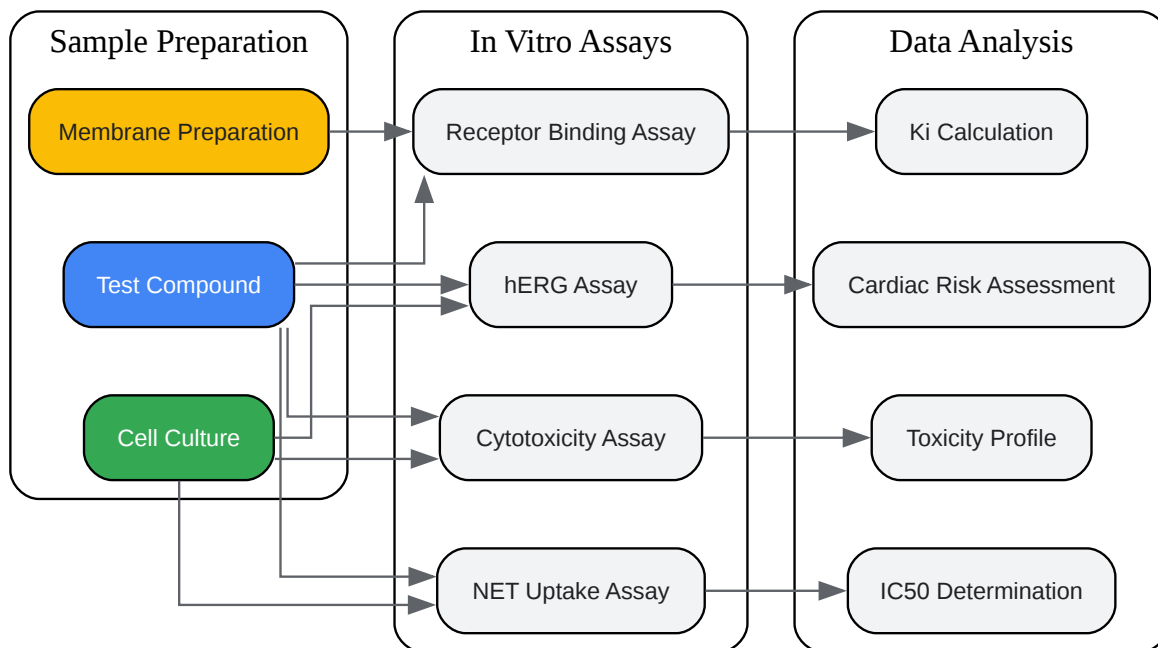 Sample Preparation
In Vitro Assays
Data Analysis
Membrane Preparation
Receptor Binding Assay
Ki Calculation
Test Compound
hERG Assay
Cardiac Risk Assessment
Cell Culture
Cytotoxicity Assay
Toxicity Profile
NET Uptake Assay
IC50 Determination